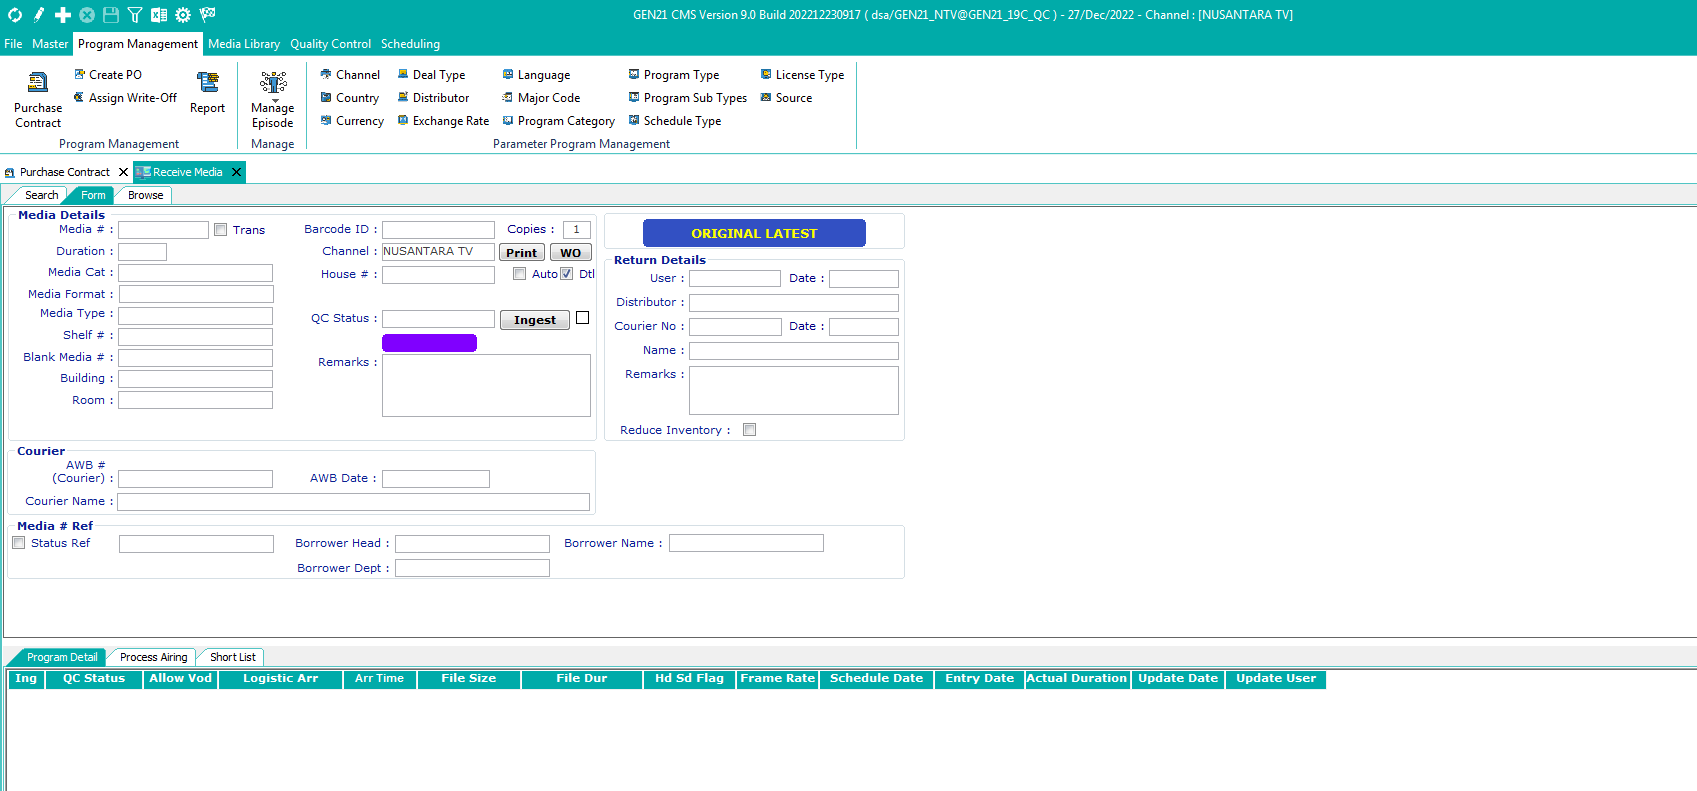 GEN21 CMS Version 9.0 Build 202212230917 ( dsa/GEN21_NTV@GEN21_19C_QC ) - 27/Dec/2022 - Channel : [NUSANTARA TV]
File Master Program Management Media Library Quality Control Scheduling
Purchase Contract
Create PO
Assign Write-Off
Report
Program Management
Manage Episode
Manage
Channel Deal Type Language Program Type License Type
Country Distributor Major Code Program Sub Types Source
Currency Exchange Rate Program Category Schedule Type
Parameter Program Management
Purchase Contract Receive Media
Search Form Browse
Media Details
Media # : Trans Barcode ID : Copies : 1
Duration : Channel : NUSANTARA TV Print WO
Media Cat : House # : Auto Dtl
Media Format :
Media Type : QC Status : Ingest
Shelf # :
Blank Media # : Remarks :
Building :
Room :
ORIGINAL LATEST
Return Details
User : Date :
Distributor :
Courier No : Date :
Name :
Remarks :
Reduce Inventory :
Courier
AWB #
(Courier) : AWB Date :
Courier Name :
Media # Ref
Status Ref Borrower Head : Borrower Name :
Borrower Dept :
Program Detail Process Airing Short List
Ing QC Status Allow Vod Logistic Arr Arr Time File Size File Dur Hd Sd Flag Frame Rate Schedule Date Entry Date Actual Duration Update Date Update User